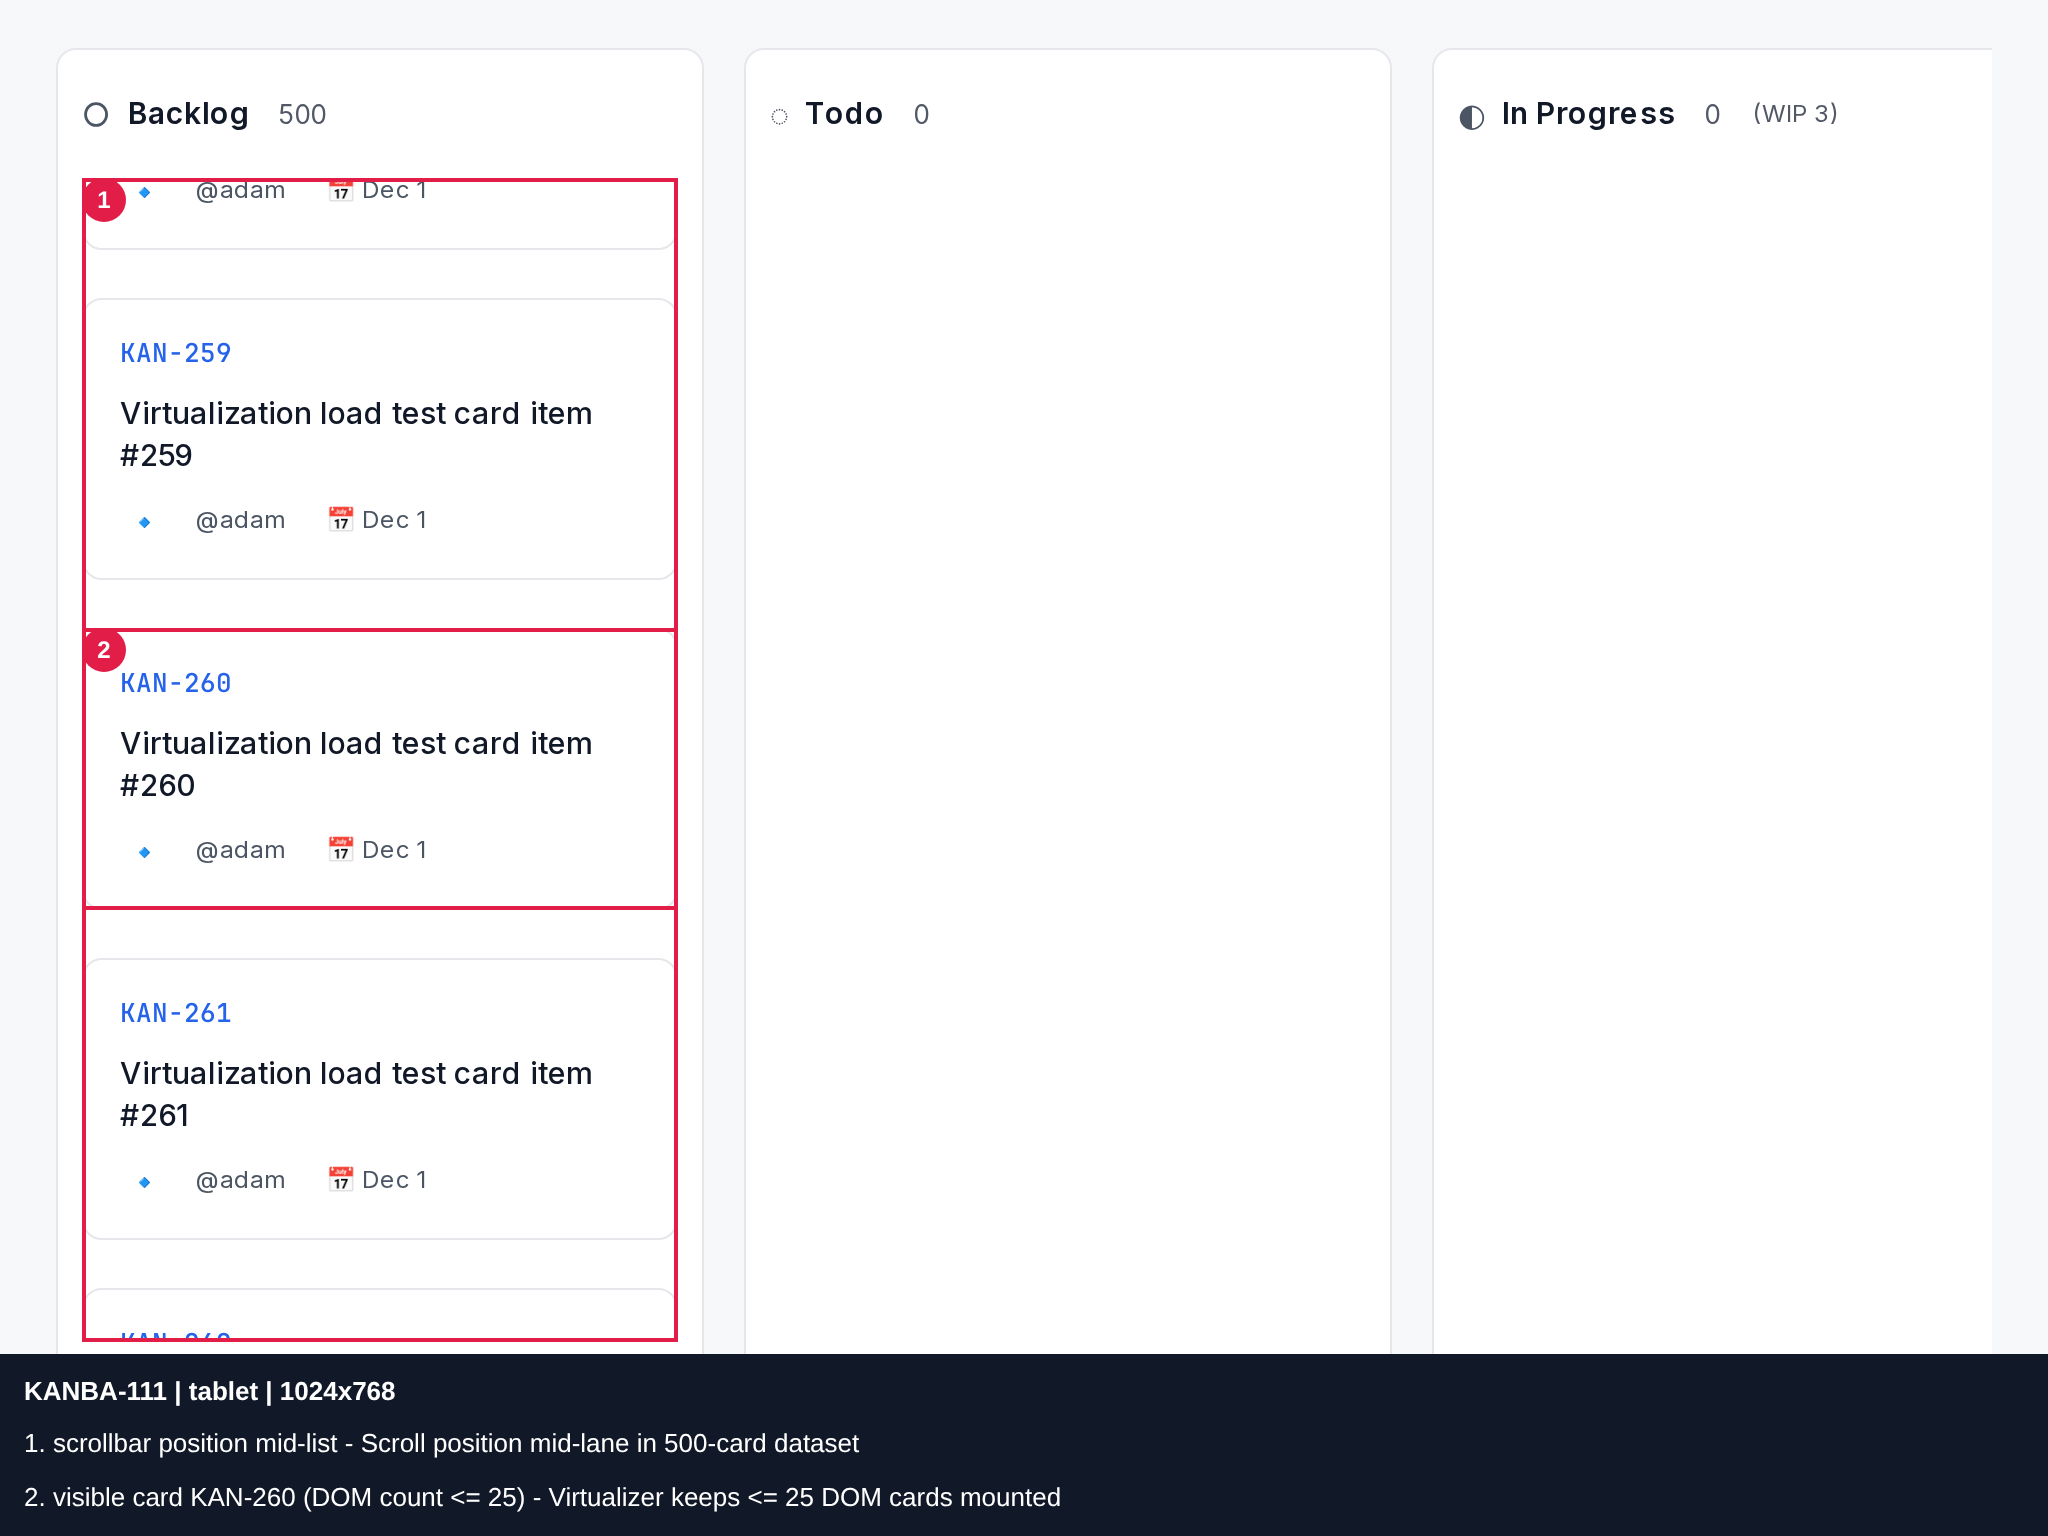 Backlog 500
Todo 0
In Progress 0 (WIP 3)
1
@adam Dec 1
KAN-259
Virtualization load test card item
#259
@adam Dec 1
2
KAN-260
Virtualization load test card item
#260
@adam Dec 1
KAN-261
Virtualization load test card item
#261
@adam Dec 1
KANBA-111 | tablet | 1024x768
1. scrollbar position mid-list - Scroll position mid-lane in 500-card dataset
2. visible card KAN-260 (DOM count <= 25) - Virtualizer keeps <= 25 DOM cards mounted